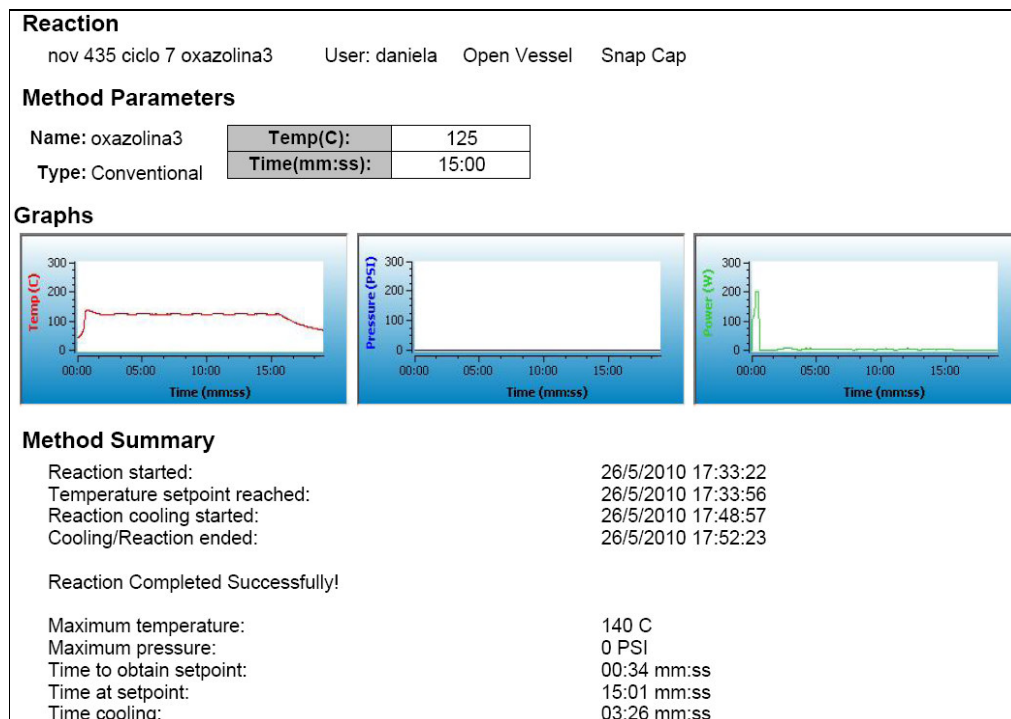 Reaction
nov 435 ciclo 7 oxazolina3 User: daniela Open Vessel Snap Cap
Method Parameters
Name: oxazolina3 Temp(C): 125
Type: Conventional Time(mm:ss): 15:00
Graphs
Temp (C)
300
200
100
0
00:00 05:00 10:00 15:00
Time (mm:ss)
Pressure (PSI)
300
200
100
0
00:00 05:00 10:00 15:00
Time (mm:ss)
Power (W)
300
200
100
0
00:00 05:00 10:00 15:00
Time (mm:ss)
Method Summary
Reaction started: 26/5/2010 17:33:22
Temperature setpoint reached: 26/5/2010 17:33:56
Reaction cooling started: 26/5/2010 17:48:57
Cooling/Reaction ended: 26/5/2010 17:52:23
Reaction Completed Successfully!
Maximum temperature: 140 C
Maximum pressure: 0 PSI
Time to obtain setpoint: 00:34 mm:ss
Time at setpoint: 15:01 mm:ss
Time cooling: 03:26 mm:ss